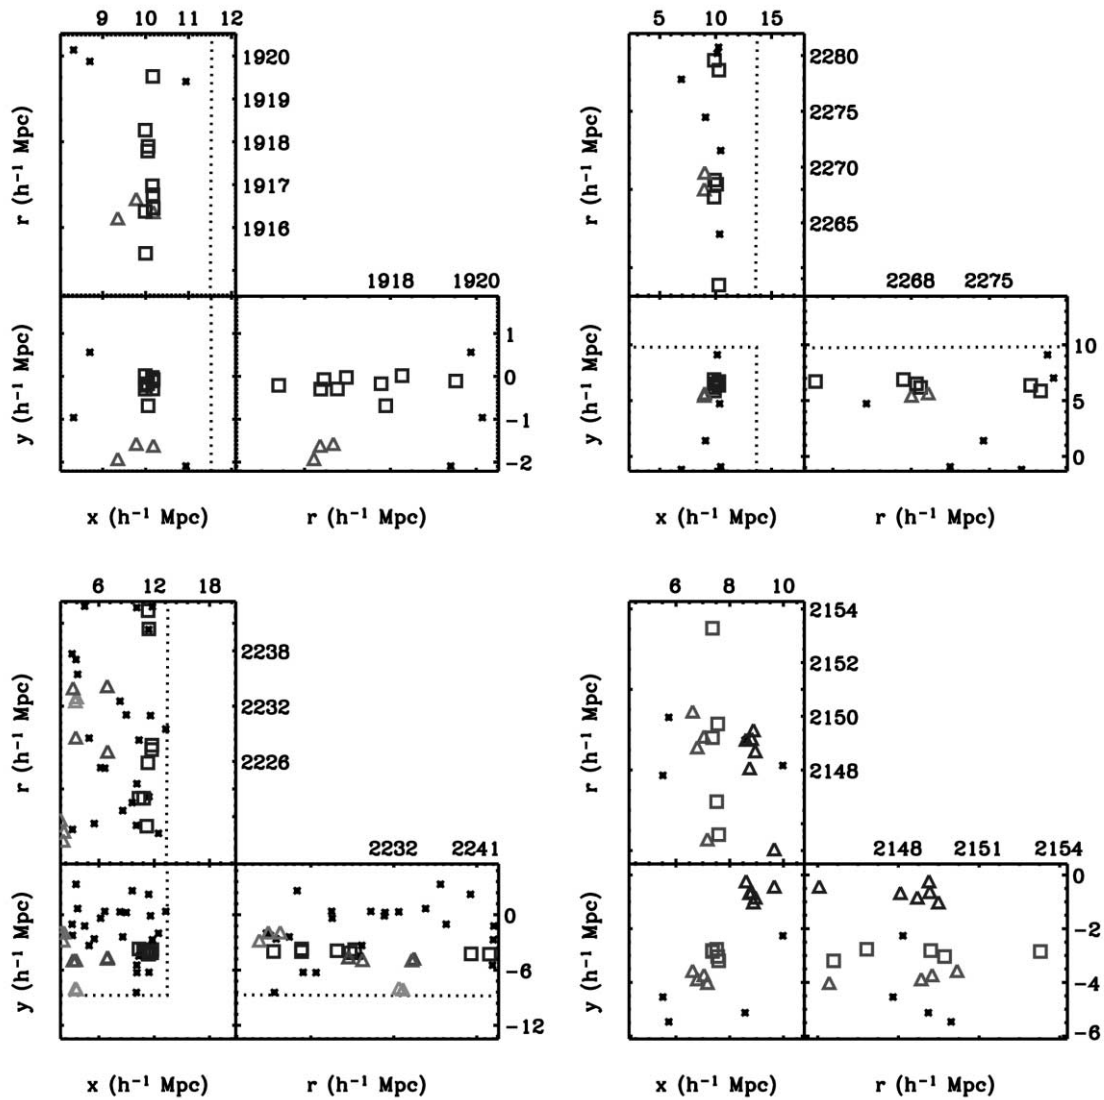 9 10 11 12
5 10 15
r (h⁻¹ Mpc)
1920
1919
1918
1917
1916
r (h⁻¹ Mpc)
2280
2275
2270
2265
1918 1920
2268 2275
y (h⁻¹ Mpc)
1
0
−1
−2
y (h⁻¹ Mpc)
10
5
0
x (h⁻¹ Mpc) r (h⁻¹ Mpc)
x (h⁻¹ Mpc) r (h⁻¹ Mpc)
6 12 18
6 8 10
r (h⁻¹ Mpc)
2238
2232
2226
r (h⁻¹ Mpc)
2154
2152
2150
2148
2232 2241
2148 2151 2154
y (h⁻¹ Mpc)
0
−6
−12
y (h⁻¹ Mpc)
0
−2
−4
−6
x (h⁻¹ Mpc) r (h⁻¹ Mpc)
x (h⁻¹ Mpc) r (h⁻¹ Mpc)